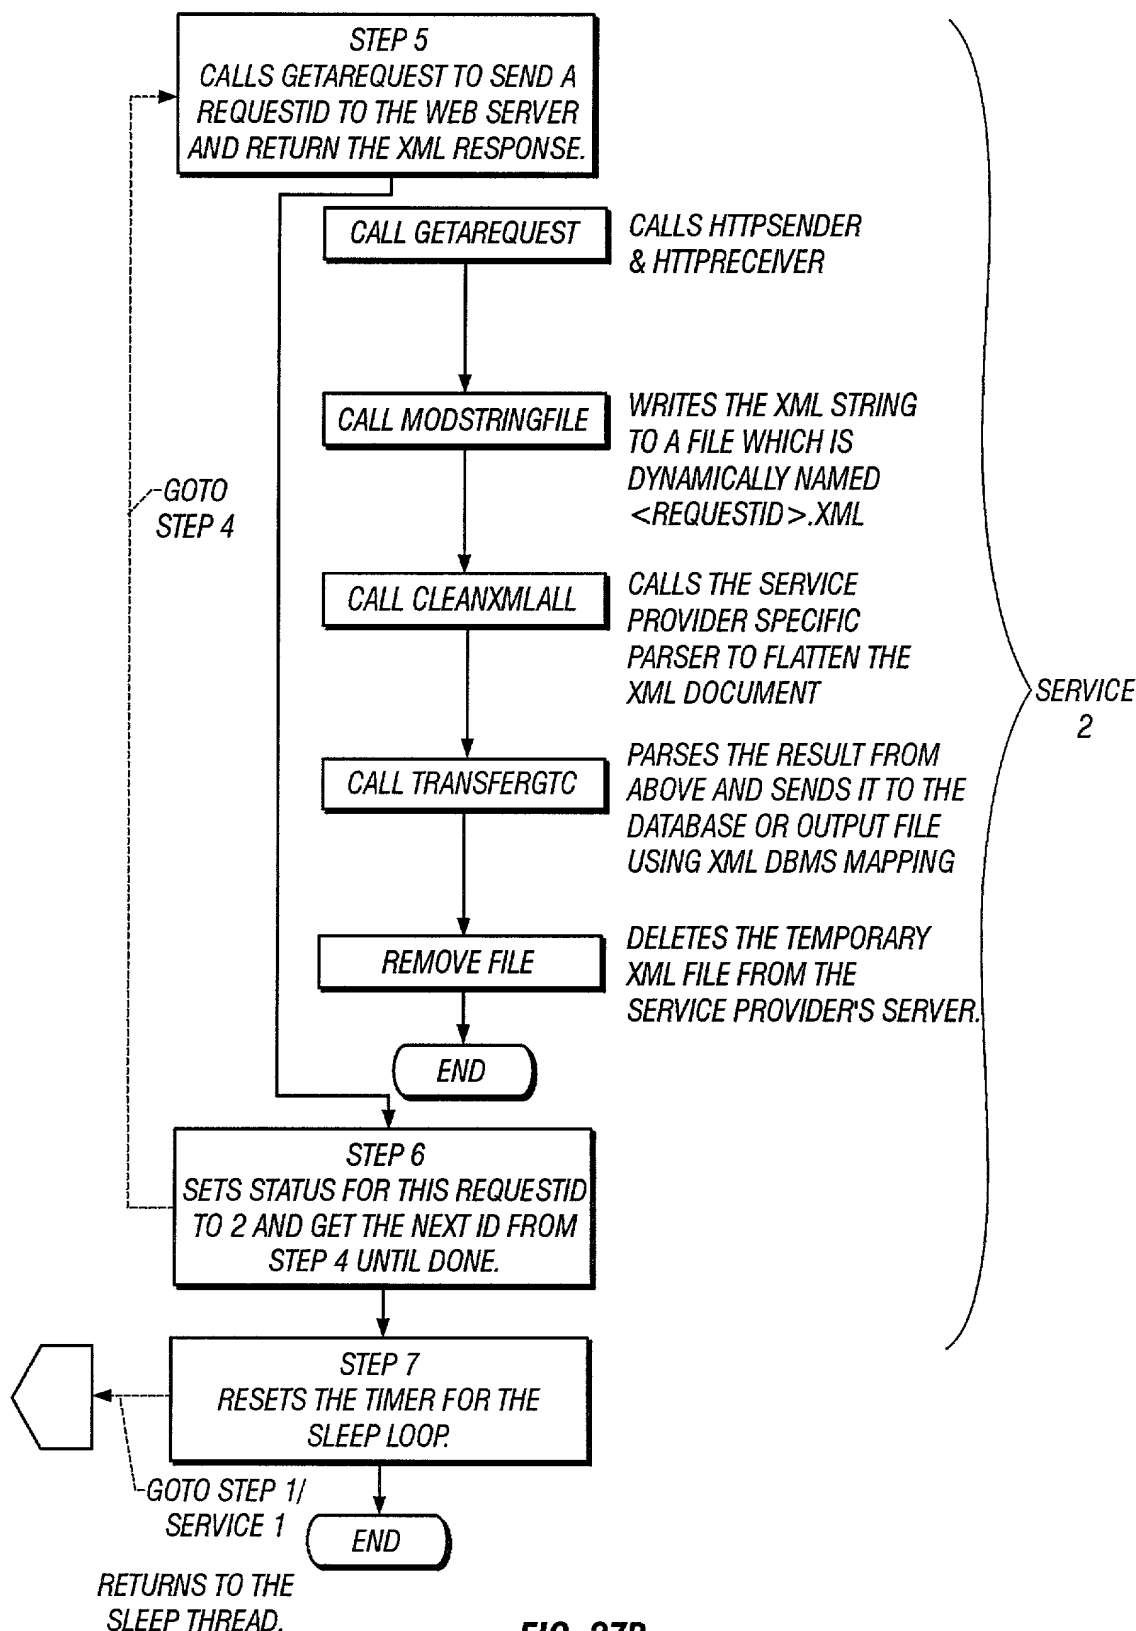 STEP 5
CALLS GETAREQUEST TO SEND A
REQUESTID TO THE WEB SERVER
AND RETURN THE XML RESPONSE.
CALL GETAREQUEST
CALLS HTTPSENDER
& HTTPRECEIVER
CALL MODSTRINGFILE
WRITES THE XML STRING
TO A FILE WHICH IS
DYNAMICALLY NAMED
<REQUESTID>.XML
GOTO
STEP 4
CALL CLEANXMLALL
CALLS THE SERVICE
PROVIDER SPECIFIC
PARSER TO FLATTEN THE
XML DOCUMENT
SERVICE
2
CALL TRANSFERGTC
PARSES THE RESULT FROM
ABOVE AND SENDS IT TO THE
DATABASE OR OUTPUT FILE
USING XML DBMS MAPPING
REMOVE FILE
DELETES THE TEMPORARY
XML FILE FROM THE
SERVICE PROVIDER'S SERVER.
END
STEP 6
SETS STATUS FOR THIS REQUESTID
TO 2 AND GET THE NEXT ID FROM
STEP 4 UNTIL DONE.
STEP 7
RESETS THE TIMER FOR THE
SLEEP LOOP.
GOTO STEP 1/
SERVICE 1
END
RETURNS TO THE
SLEEP THREAD.